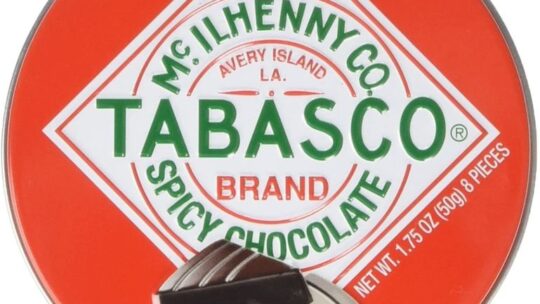 McILHENNY CO.
AVERY ISLAND
LA.
TABASCO®
BRAND
SPICY CHOCOLATE
NET WT. 1.75 OZ (50g) 8 PIECES